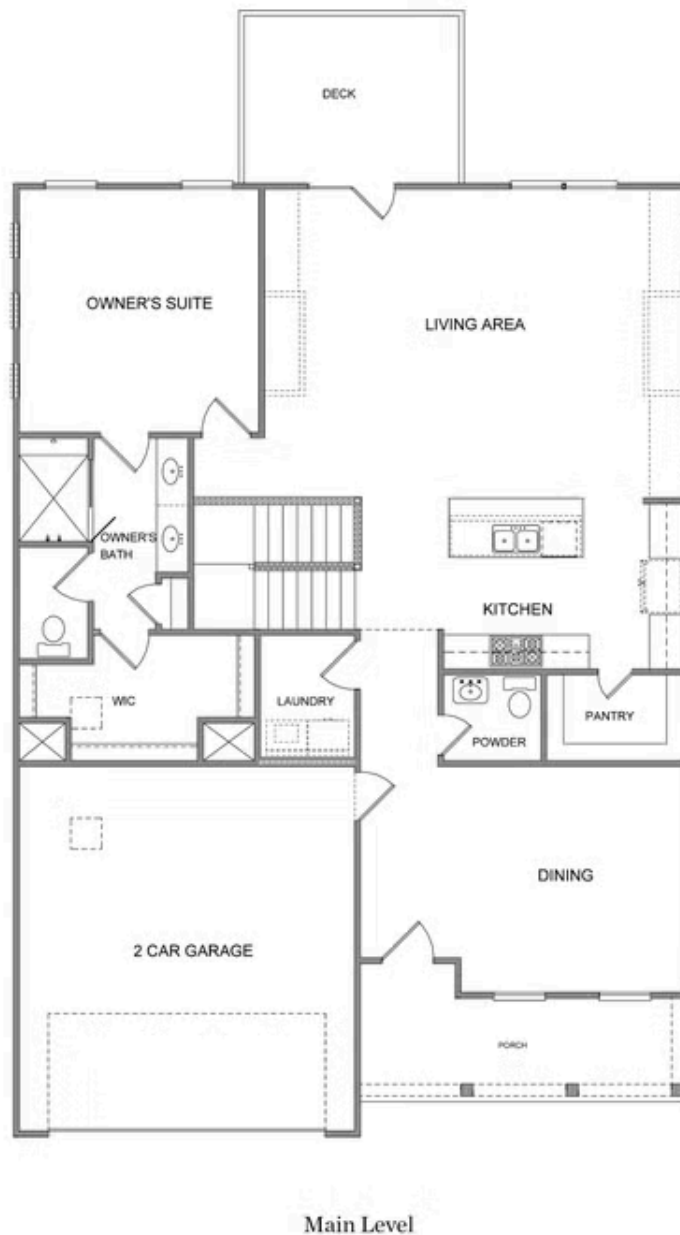 DECK
OWNER'S SUITE
LIVING AREA
OWNER'S
BATH
KITCHEN
WIC
LAUNDRY
POWDER
PANTRY
DINING
2 CAR GARAGE
PORCH
Main Level